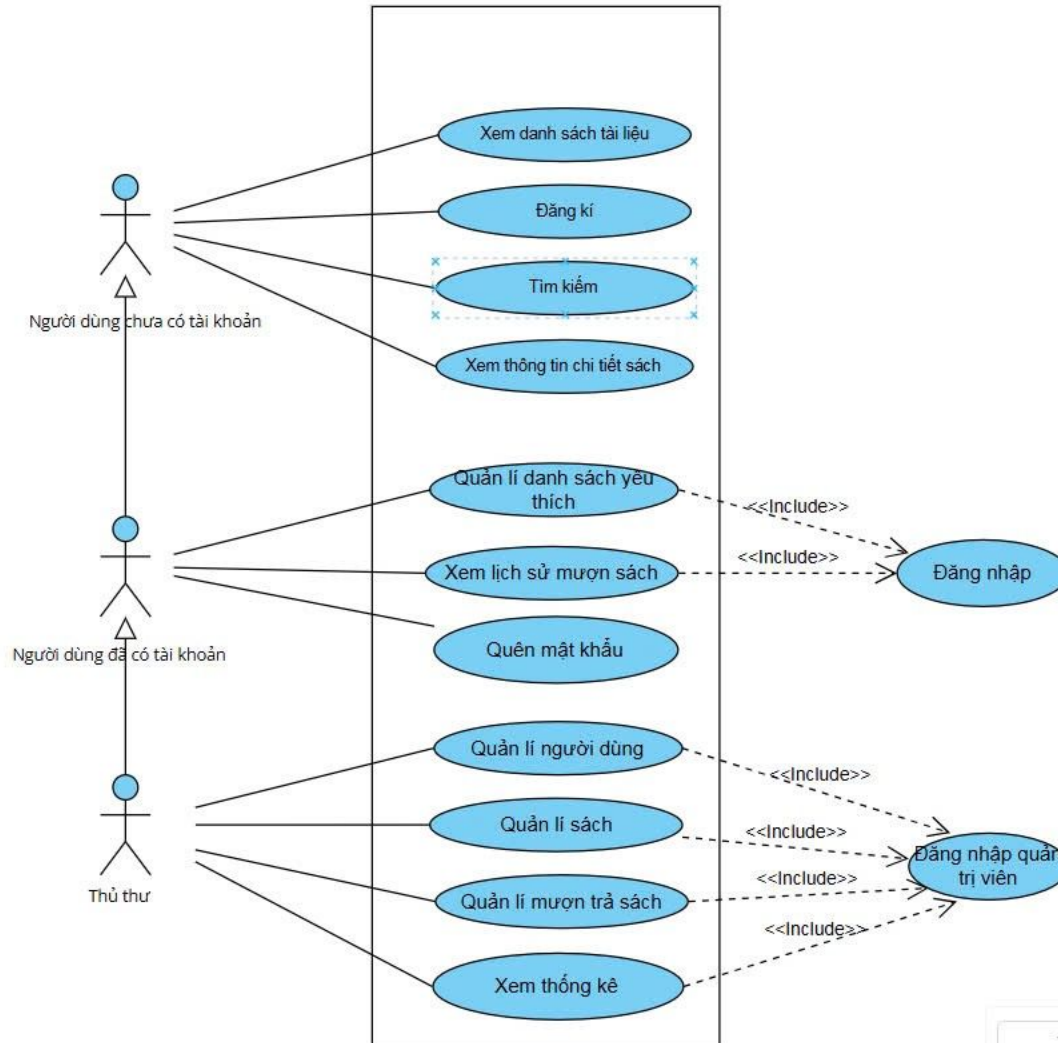 Xem danh sách tài liệu
Đăng kí
Tìm kiếm
Xem thông tin chi tiết sách
Người dùng chưa có tài khoản
Quản lí danh sách yêu
thích
<<Include>>
Xem lịch sử mượn sách
<<Include>>
Đăng nhập
Quên mật khẩu
Người dùng đã có tài khoản
Quản lí người dùng
<<Include>>
Quản lí sách
<<Include>>
Đăng nhập quản
trị viên
Thủ thư
Quản lí mượn trả sách
<<Include>>
<<Include>>
Xem thống kê